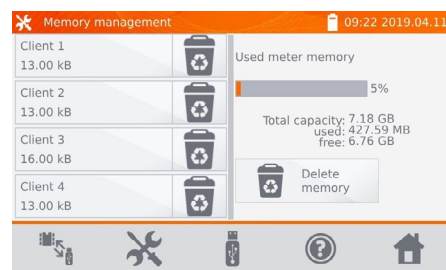 Memory management
09:22 2019.04.11
Client 1
13.00 kB
Client 2
13.00 kB
Client 3
16.00 kB
Client 4
13.00 kB
Used meter memory
5%
Total capacity: 7.18 GB
used: 427.59 MB
free: 6.76 GB
Delete
memory